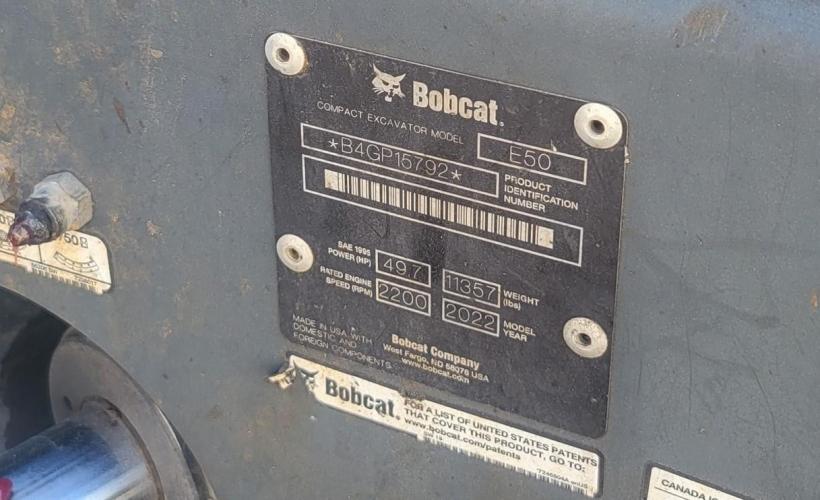 Bobcat.
COMPACT EXCAVATOR MODEL
E50
*B4GP15792*
PRODUCT
IDENTIFICATION
NUMBER
SAE 1995
POWER (HP)
49.7
11357
WEIGHT
(lbs)
RATED ENGINE
SPEED (RPM)
2200
2022
MODEL
YEAR
MADE IN USA WITH
DOMESTIC AND
FOREIGN COMPONENTS
Bobcat Company
West Fargo, ND 58078 USA
www.bobcat.com
Bobcat.
FOR A LIST OF UNITED STATES PATENTS
THAT COVER THIS PRODUCT, GO TO:
www.bobcat.com/patents
CANADA